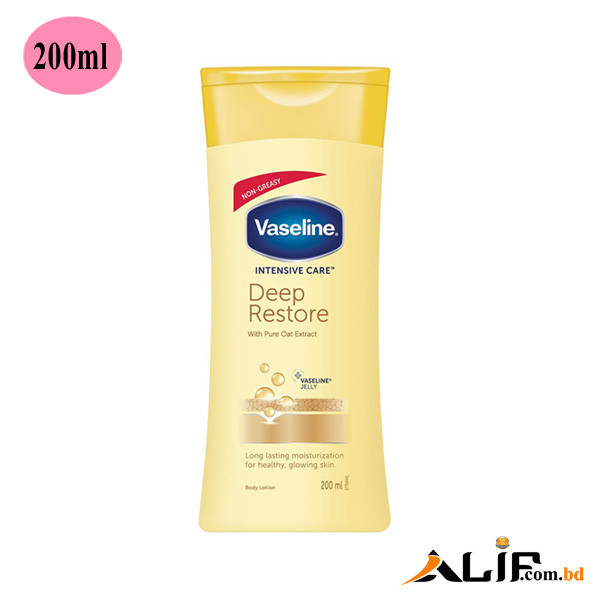 200ml
NON-GREASY
Vaseline®
INTENSIVE CARE™
Deep
Restore
With Pure Oat Extract
VASELINE®
JELLY
Long lasting moisturization
for healthy, glowing skin.
Body Lotion
200 ml
ALIF.com.bd